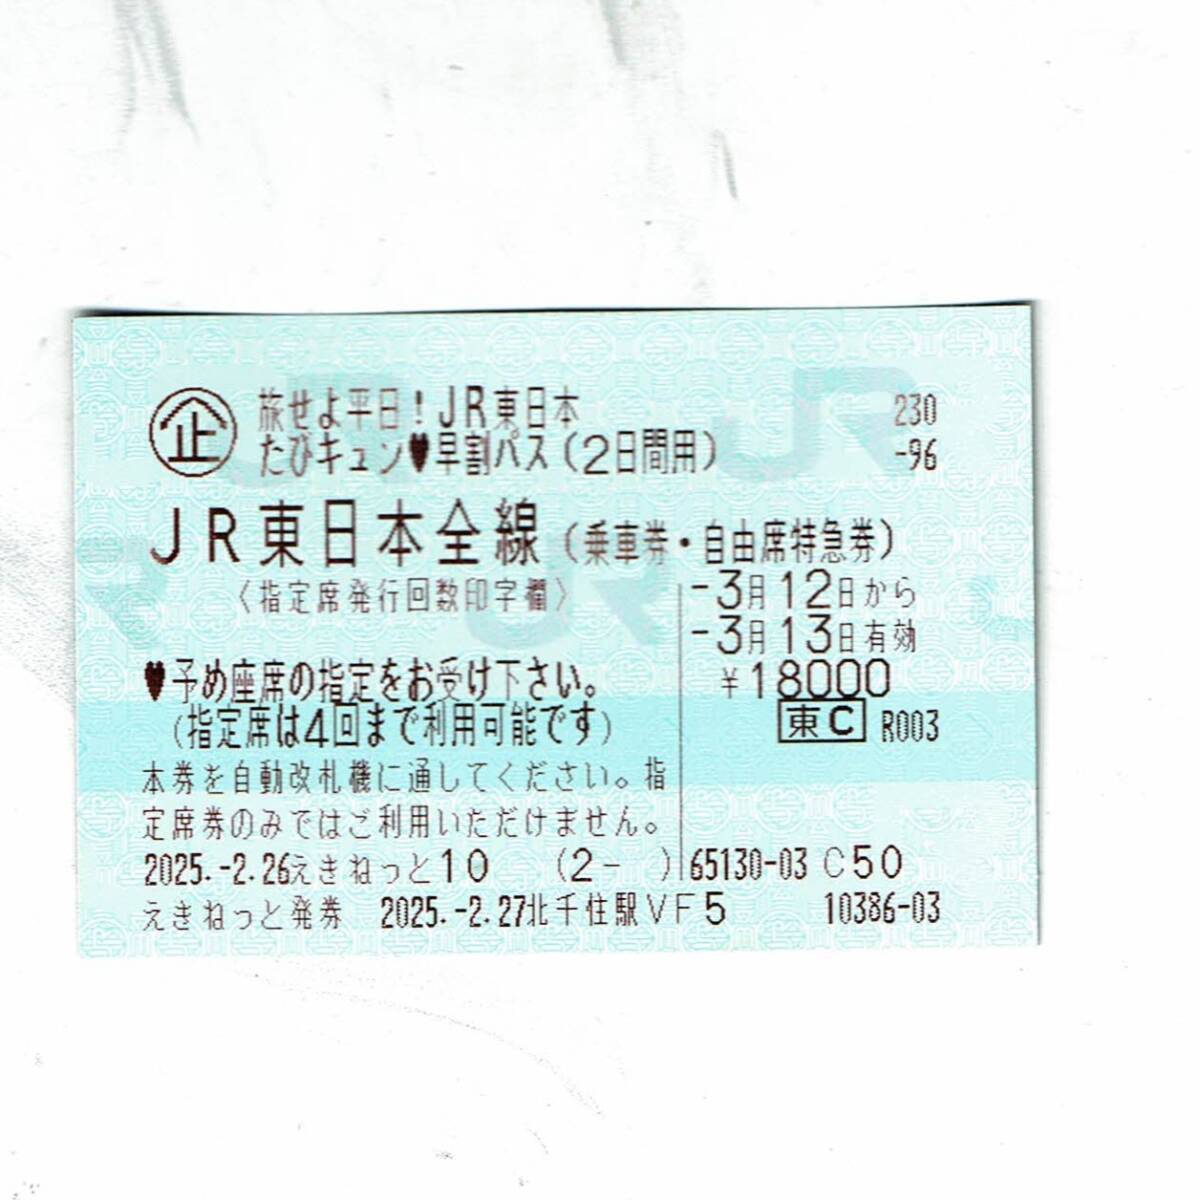 企 旅せよ平日!JR東日本 230
たびキュン♥早割パス(2日間用) -96
JR東日本全線(乗車券・自由席特急券)
〈指定席発行回数印字欄〉
-3月12日から
-3月13日有効
¥18000
東C R003
♥予め座席の指定をお受け下さい。
(指定席は4回まで利用可能です)
本券を自動改札機に通してください。指
定席券のみではご利用いただけません。
2025.-2.26えきねっと10 (2- ) 65130-03 C50
えきねっと発券 2025.-2.27北千住駅VF5 10386-03